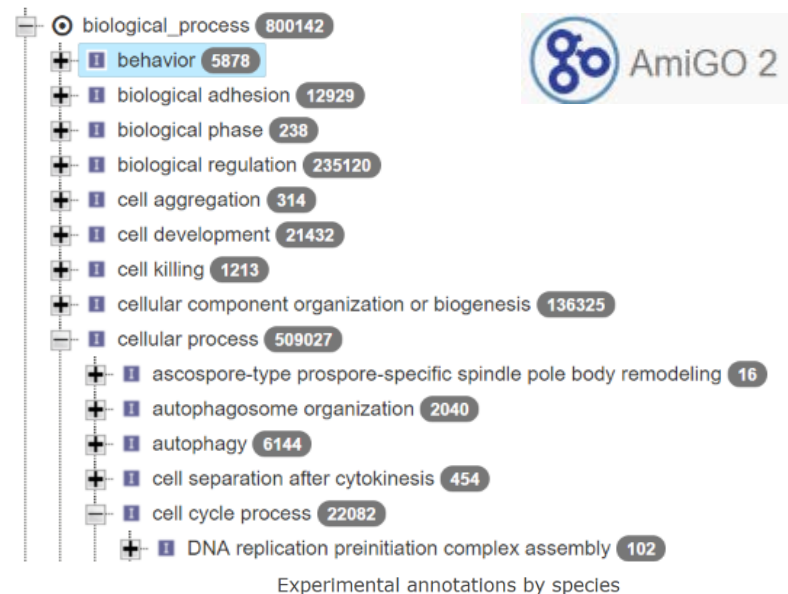 biological_process 800142
behavior 5878
AmiGO 2
biological adhesion 12929
biological phase 238
biological regulation 235120
cell aggregation 314
cell development 21432
cell killing 1213
cellular component organization or biogenesis 136325
cellular process 509027
ascospore-type prospore-specific spindle pole body remodeling 16
autophagosome organization 2040
autophagy 6144
cell separation after cytokinesis 454
cell cycle process 22082
DNA replication preinitiation complex assembly 102
Experimental annotations by species